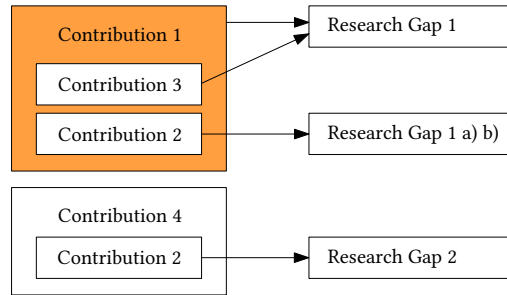 Contribution 1
Research Gap 1
Contribution 3
Contribution 2
Research Gap 1 a) b)
Contribution 4
Contribution 2
Research Gap 2